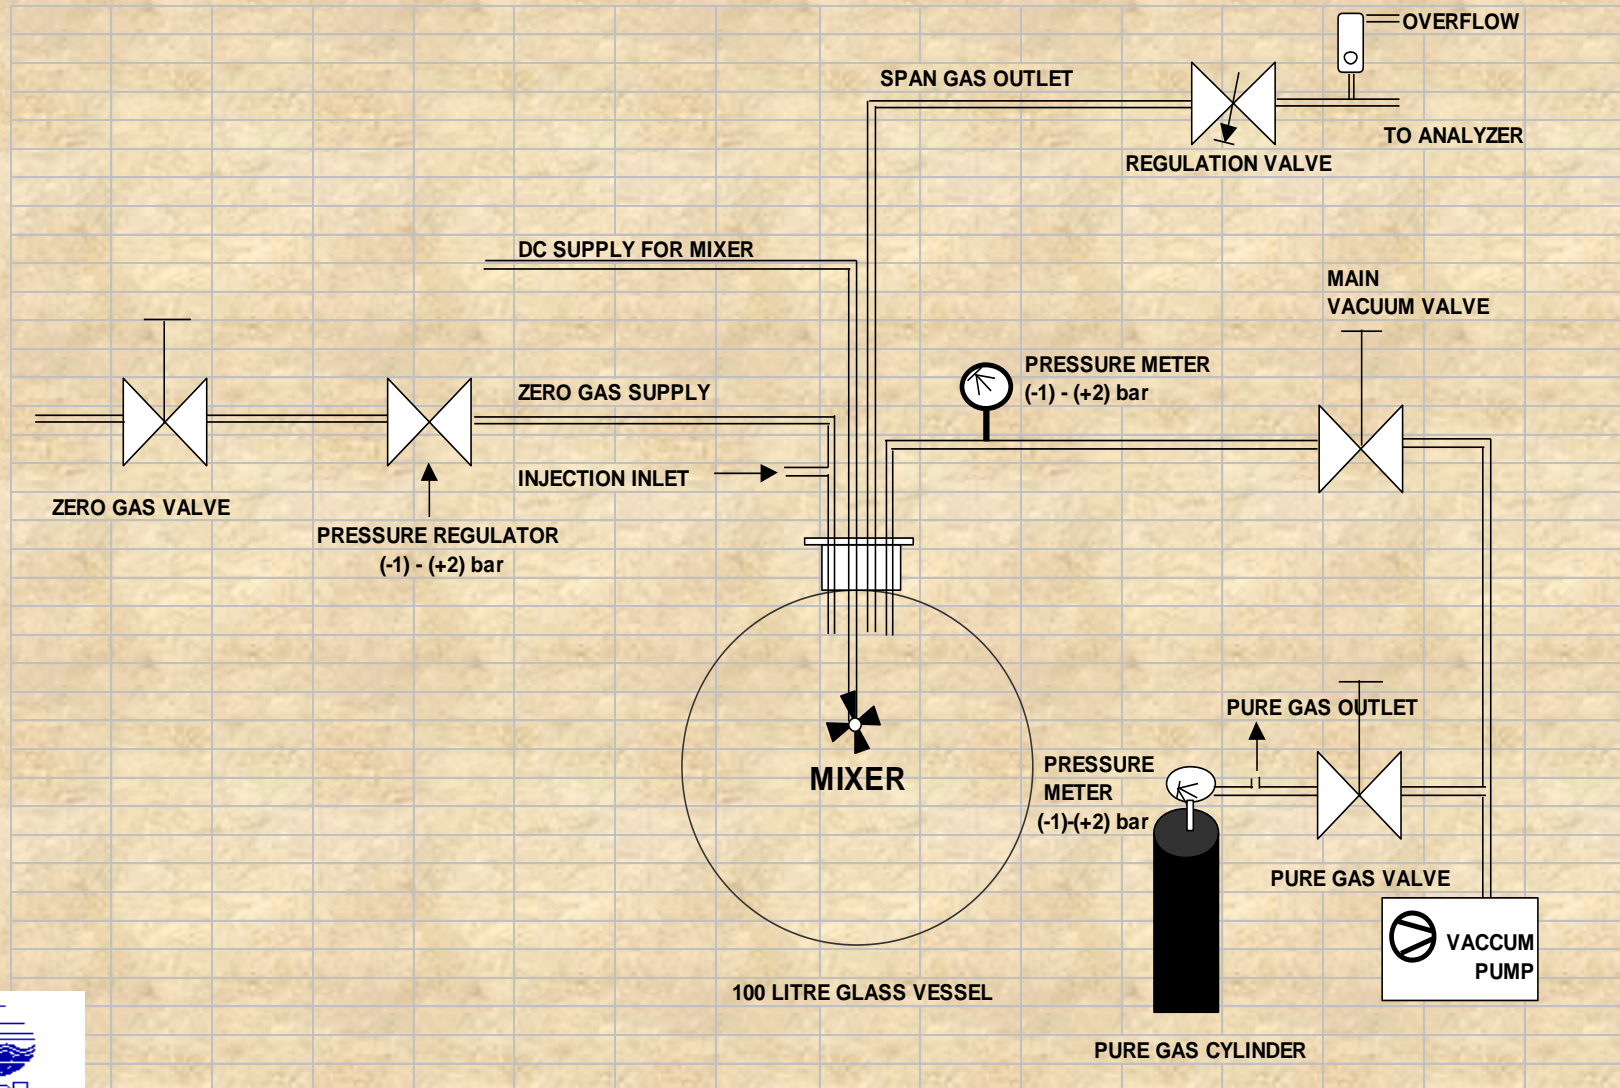 OVERFLOW
SPAN GAS OUTLET
TO ANALYZER
REGULATION VALVE
DC SUPPLY FOR MIXER
MAIN
VACUUM VALVE
PRESSURE METER
(-1) - (+2) bar
ZERO GAS SUPPLY
INJECTION INLET
ZERO GAS VALVE
PRESSURE REGULATOR
(-1) - (+2) bar
PURE GAS OUTLET
MIXER
PRESSURE
METER
(-1)-(+2) bar
PURE GAS VALVE
VACCUM
PUMP
100 LITRE GLASS VESSEL
PURE GAS CYLINDER